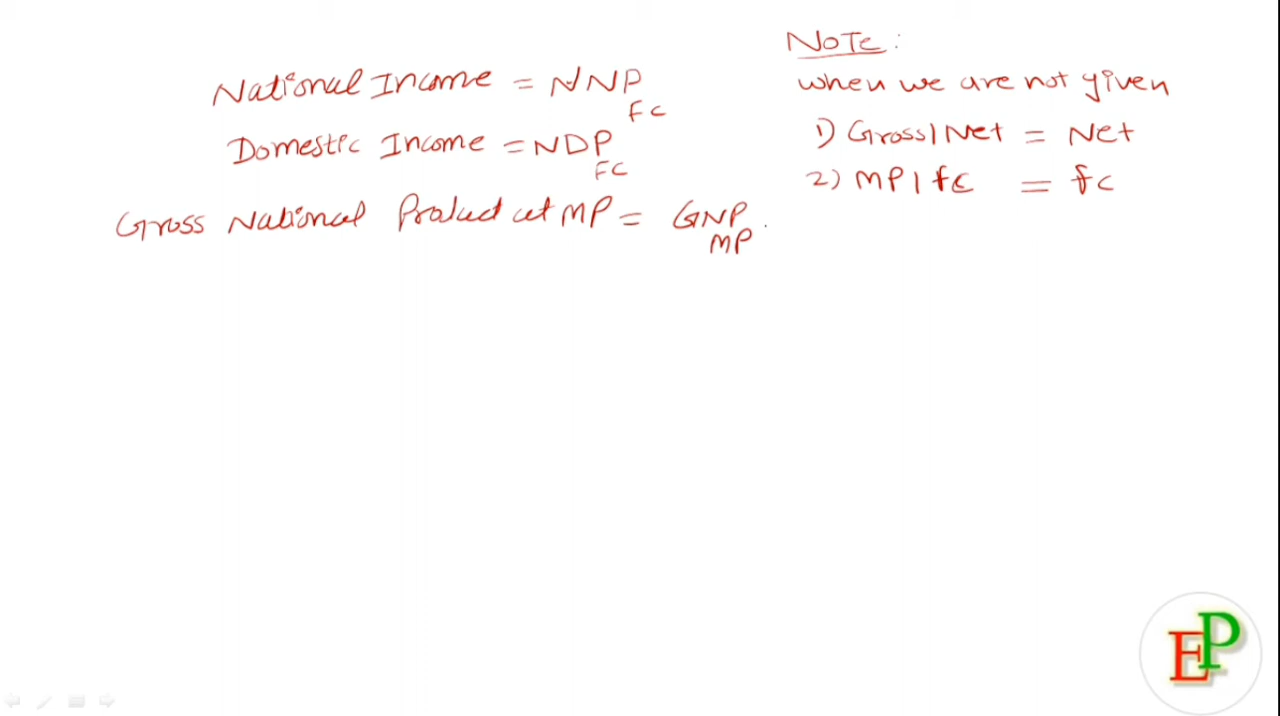 National Income = NNP
FC
Domestic Income = NDP
FC
Gross National Product at MP = GNP
MP
NOTE:
when we are not given
1) Gross/Net = Net
2) MP/fc = fc
EP